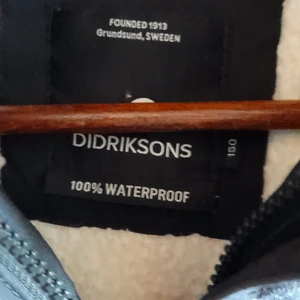 FOUNDED 1913
Grundsund, SWEDEN
DIDRIKSONS
150
100% WATERPROOF